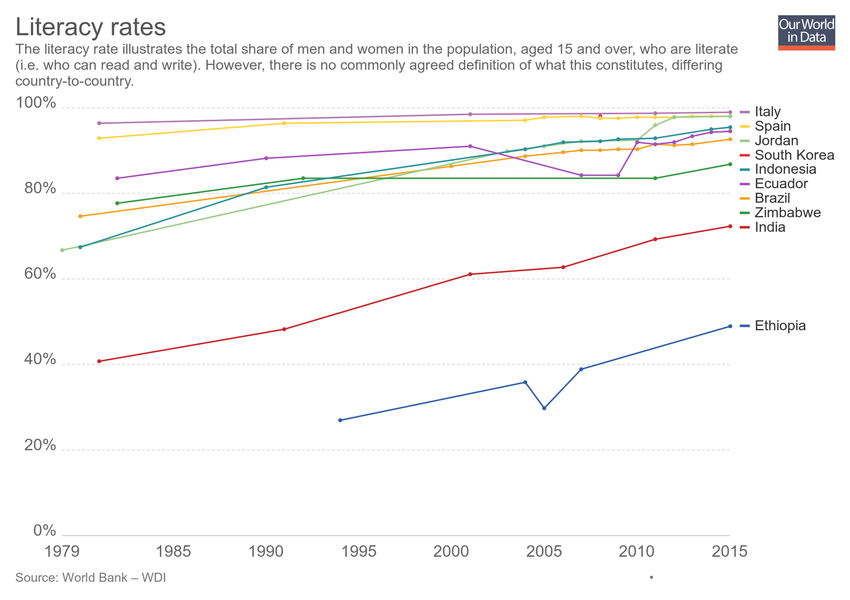 Literacy rates
Our World
in Data
The literacy rate illustrates the total share of men and women in the population, aged 15 and over, who are literate
(i.e. who can read and write). However, there is no commonly agreed definition of what this constitutes, differing
country-to-country.
100%
80%
60%
40%
20%
0%
Italy
Spain
Jordan
South Korea
Indonesia
Ecuador
Brazil
Zimbabwe
India
Ethiopia
1979 1985 1990 1995 2000 2005 2010 2015
Source: World Bank – WDI